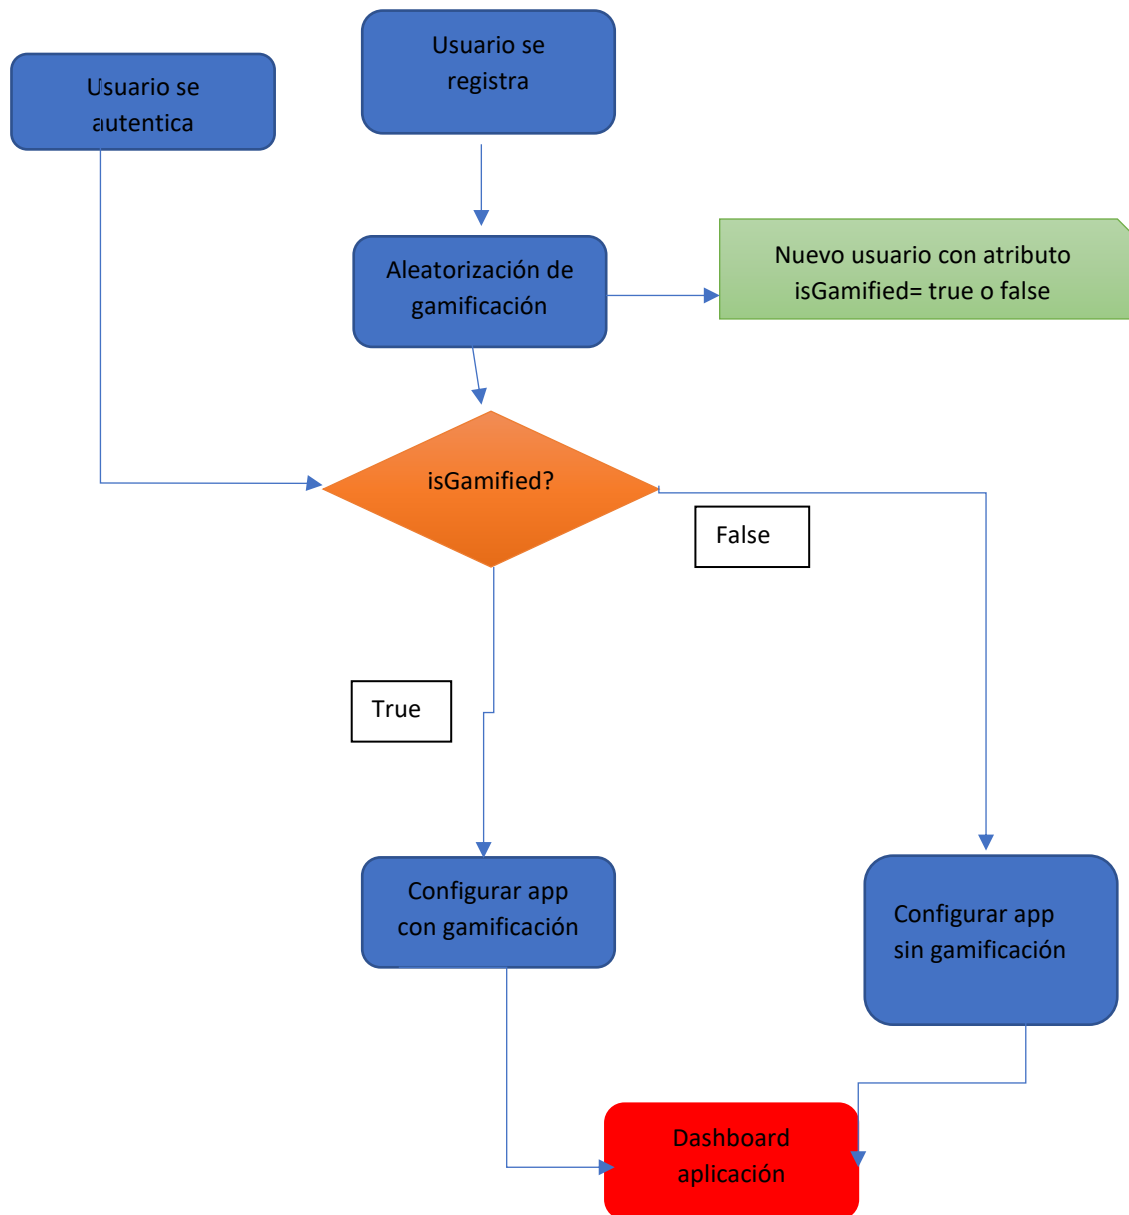 Usuario se
registra
Usuario se
autentica
Aleatorización de
gamificación
Nuevo usuario con atributo
isGamified= true o false
isGamified?
False
True
Configurar app
con gamificación
Configurar app
sin gamificación
Dashboard
aplicación